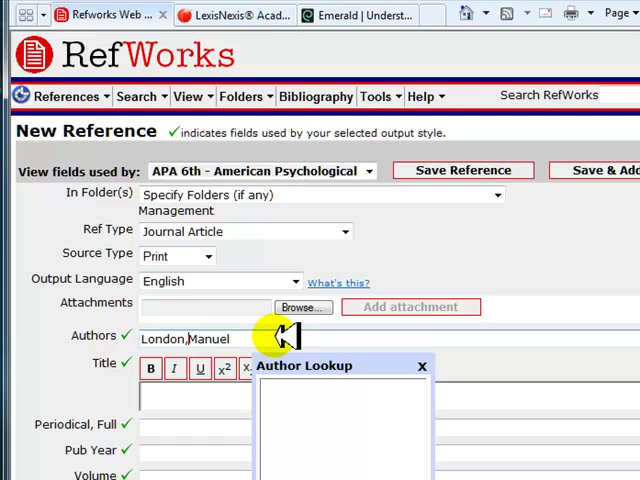 Refworks Web ... x LexisNexis® Acad... Emerald | Underst... Page
RefWorks
References Search View Folders Bibliography Tools Help Search RefWorks
New Reference ✓indicates fields used by your selected output style.
View fields used by: APA 6th - American Psychological Save Reference Save & Add
In Folder(s) Specify Folders (if any)
Management
Ref Type Journal Article
Source Type Print
Output Language English What's this?
Attachments Browse... Add attachment
Authors ✓ London,Manuel
Author Lookup X
Title ✓ B I U x² x
Periodical, Full ✓
Pub Year ✓
Volume ✓